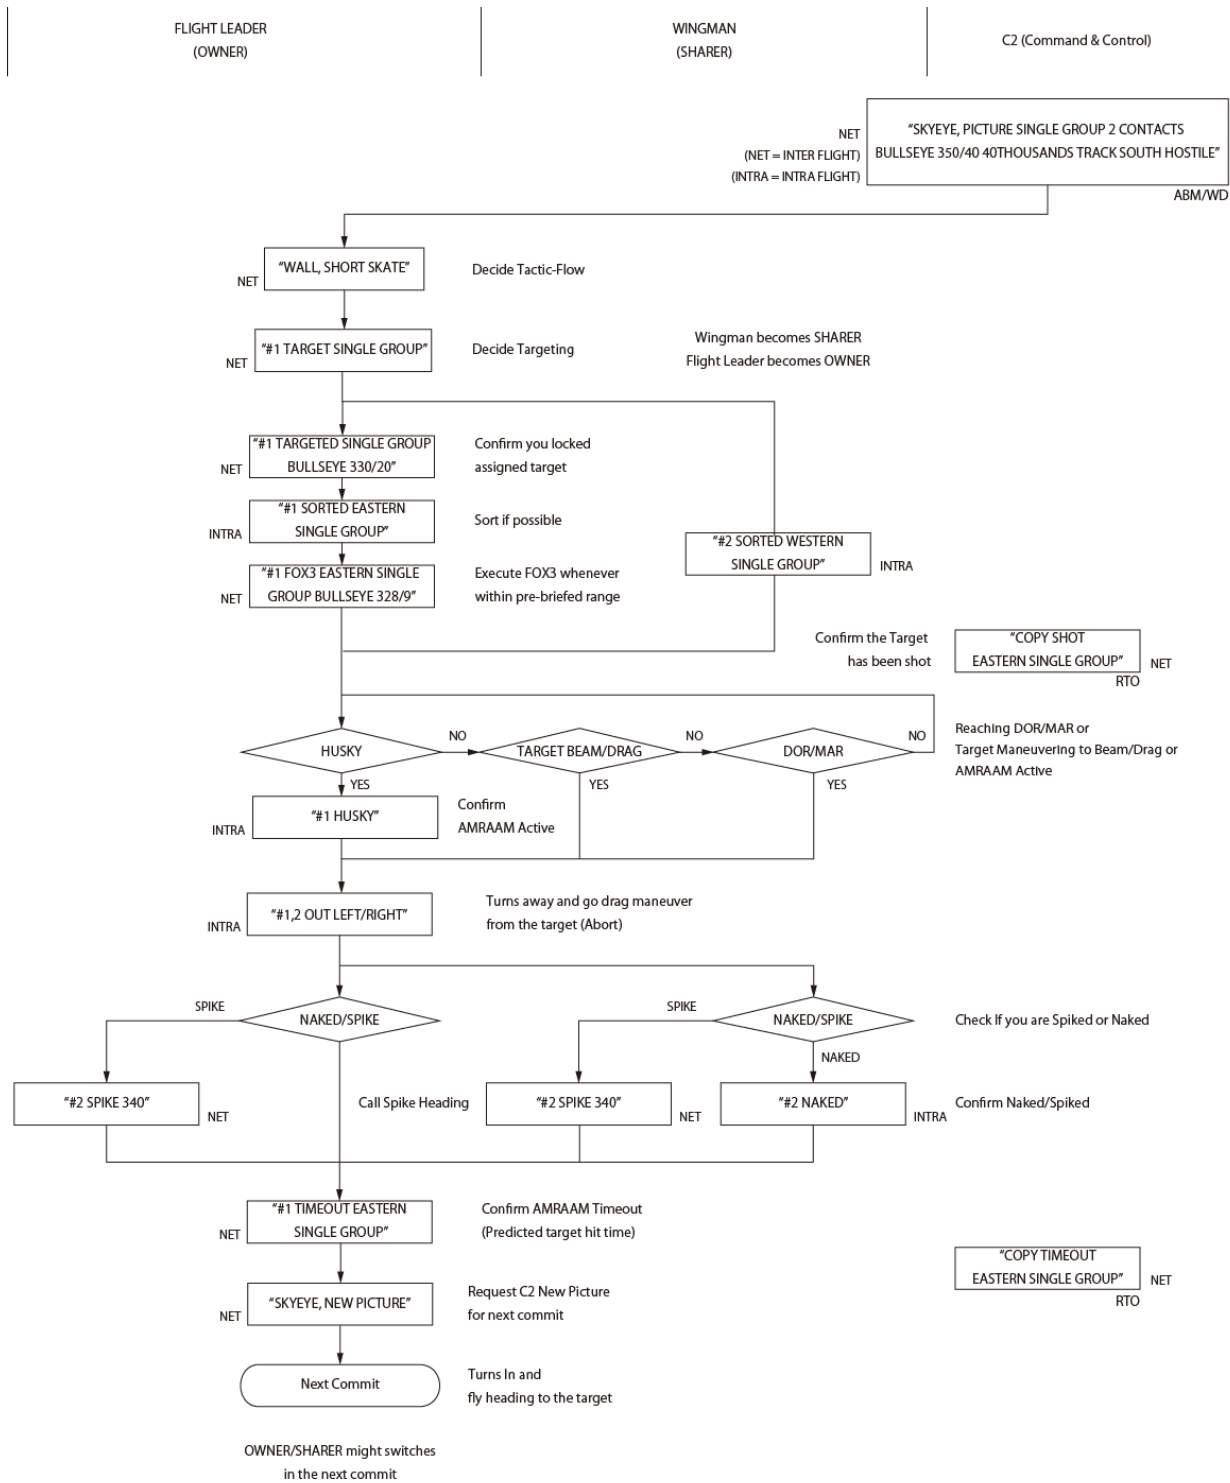 FLIGHT LEADER
(OWNER)
WINGMAN
(SHARER)
C2 (Command & Control)
NET
(NET = INTER FLIGHT)
(INTRA = INTRA FLIGHT)
“SKYEYE, PICTURE SINGLE GROUP 2 CONTACTS
BULLSEYE 350/40 40THOUSANDS TRACK SOUTH HOSTILE”
ABM/WD
“WALL, SHORT SKATE”
NET
Decide Tactic-Flow
“#1 TARGET SINGLE GROUP”
NET
Decide Targeting
Wingman becomes SHARER
Flight Leader becomes OWNER
“#1 TARGETED SINGLE GROUP
BULLSEYE 330/20”
NET
Confirm you locked
assigned target
“#1 SORTED EASTERN
SINGLE GROUP”
INTRA
Sort if possible
“#2 SORTED WESTERN
SINGLE GROUP”
INTRA
“#1 FOX3 EASTERN SINGLE
GROUP BULLSEYE 328/9”
NET
Execute FOX3 whenever
within pre-briefed range
Confirm the Target
has been shot
“COPY SHOT
EASTERN SINGLE GROUP”
NET
RTO
HUSKY
NO
TARGET BEAM/DRAG
NO
DOR/MAR
NO
Reaching DOR/MAR or
Target Maneuvering to Beam/Drag or
AMRAAM Active
YES
YES
YES
“#1 HUSKY”
INTRA
Confirm
AMRAAM Active
“#1,2 OUT LEFT/RIGHT”
INTRA
Turns away and go drag maneuver
from the target (Abort)
SPIKE
NAKED/SPIKE
SPIKE
NAKED/SPIKE
Check If you are Spiked or Naked
NAKED
“#2 SPIKE 340”
NET
Call Spike Heading
“#2 SPIKE 340”
NET
“#2 NAKED”
INTRA
Confirm Naked/Spiked
“#1 TIMEOUT EASTERN
SINGLE GROUP”
NET
Confirm AMRAAM Timeout
(Predicted target hit time)
“COPY TIMEOUT
EASTERN SINGLE GROUP”
NET
RTO
“SKYEYE, NEW PICTURE”
NET
Request C2 New Picture
for next commit
Next Commit
Turns In and
fly heading to the target
OWNER/SHARER might switches
in the next commit